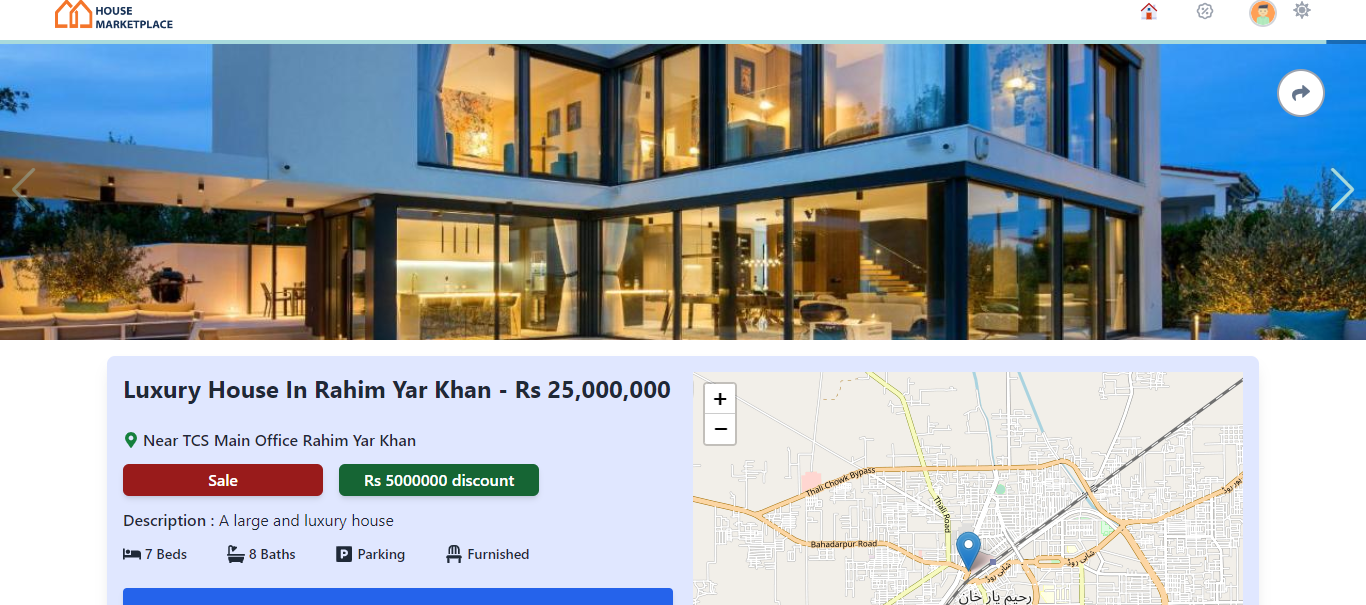 HOUSE
MARKETPLACE
Luxury House In Rahim Yar Khan - Rs 25,000,000
Near TCS Main Office Rahim Yar Khan
Sale
Rs 5000000 discount
Description : A large and luxury house
7 Beds
8 Baths
P
Parking
Furnished
+
−
Thali Chowk Bypass
Thali Road
Bahadarpur Road
شاہی روڈ
شاہی روڈ
رحیم یار خان